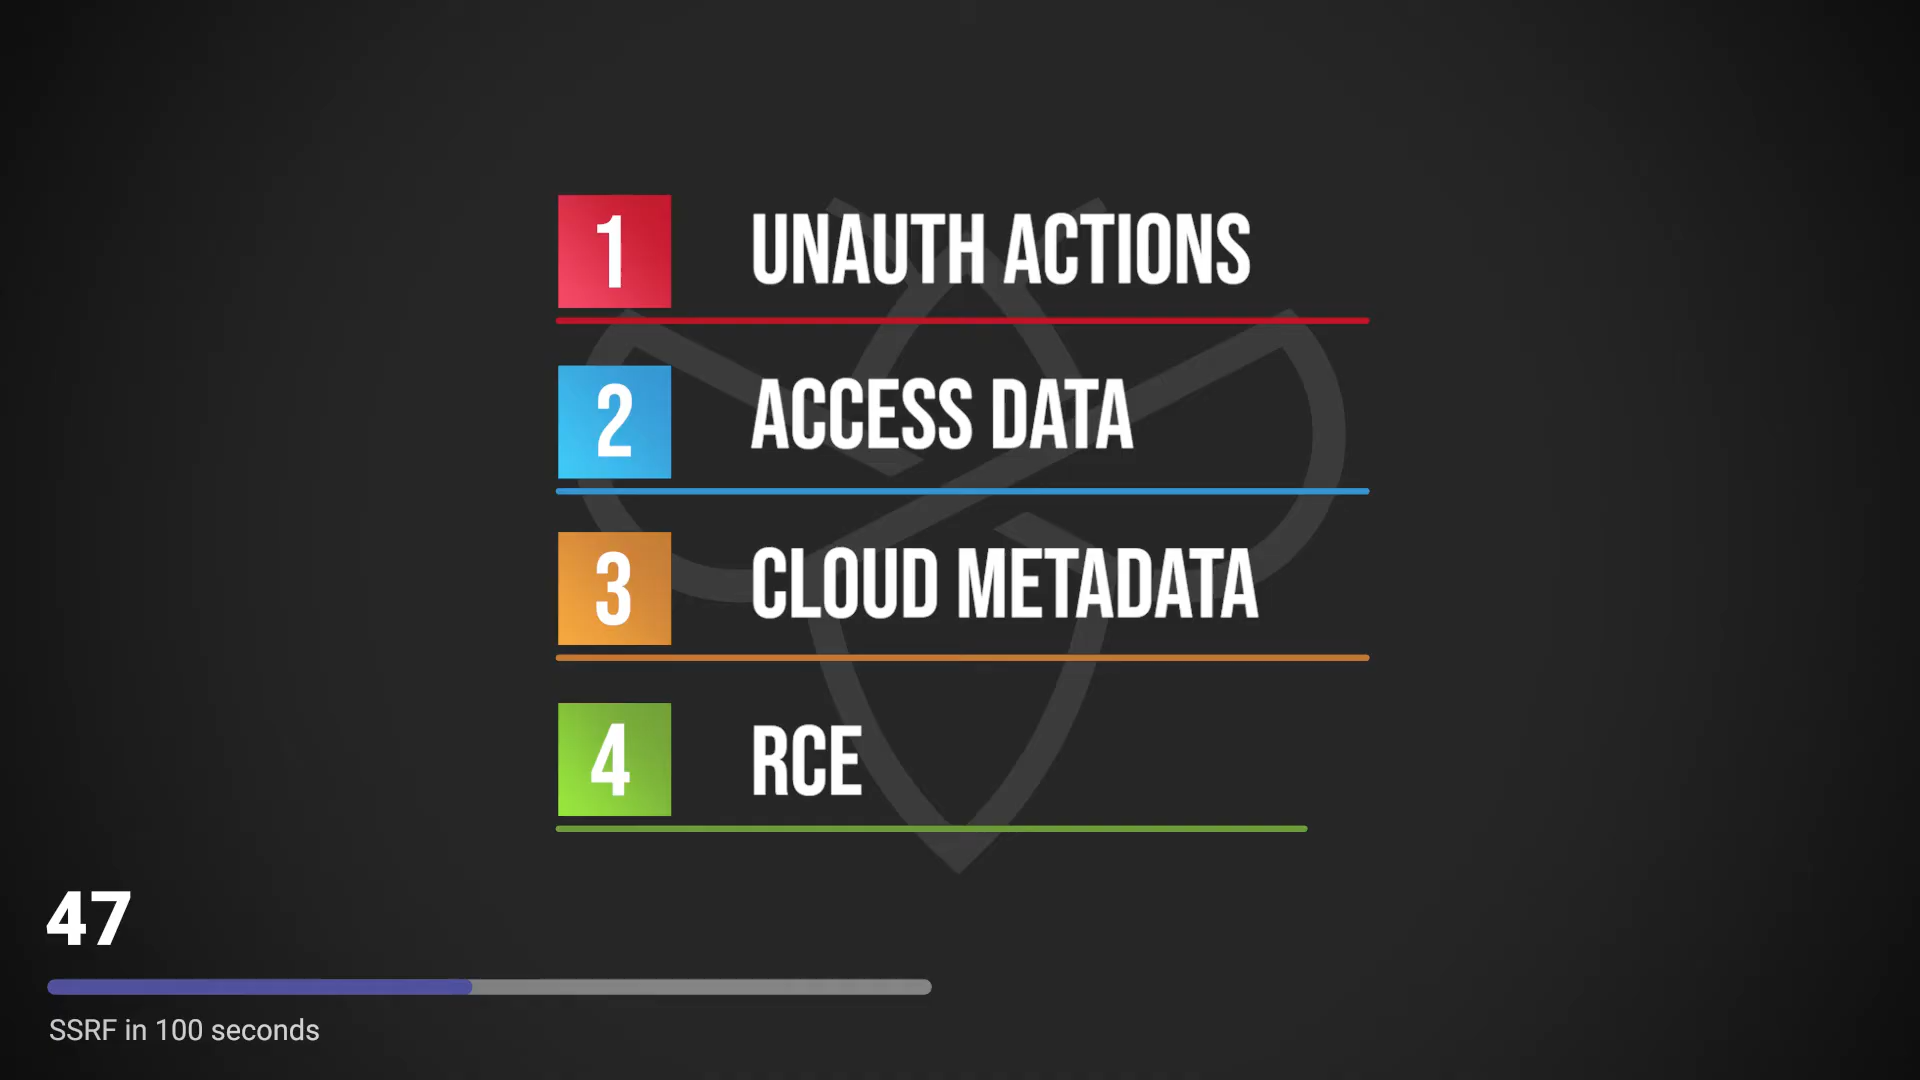 1 UNAUTH ACTIONS
2 ACCESS DATA
3 CLOUD METADATA
4 RCE
47
SSRF in 100 seconds